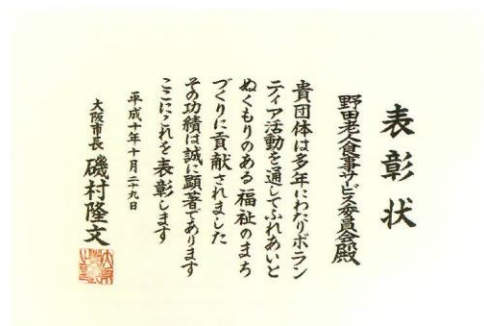 表彰状
野田老人食事サービス委員会殿
貴団体は多年にわたりボラン
ティア活動を通してふれあいと
ぬくもりのある福祉のまち
づくりに貢献されました
その功績は誠に顕著であります
ここにこれを表彰します
平成十年十月二十九日
大阪市長 磯村隆文